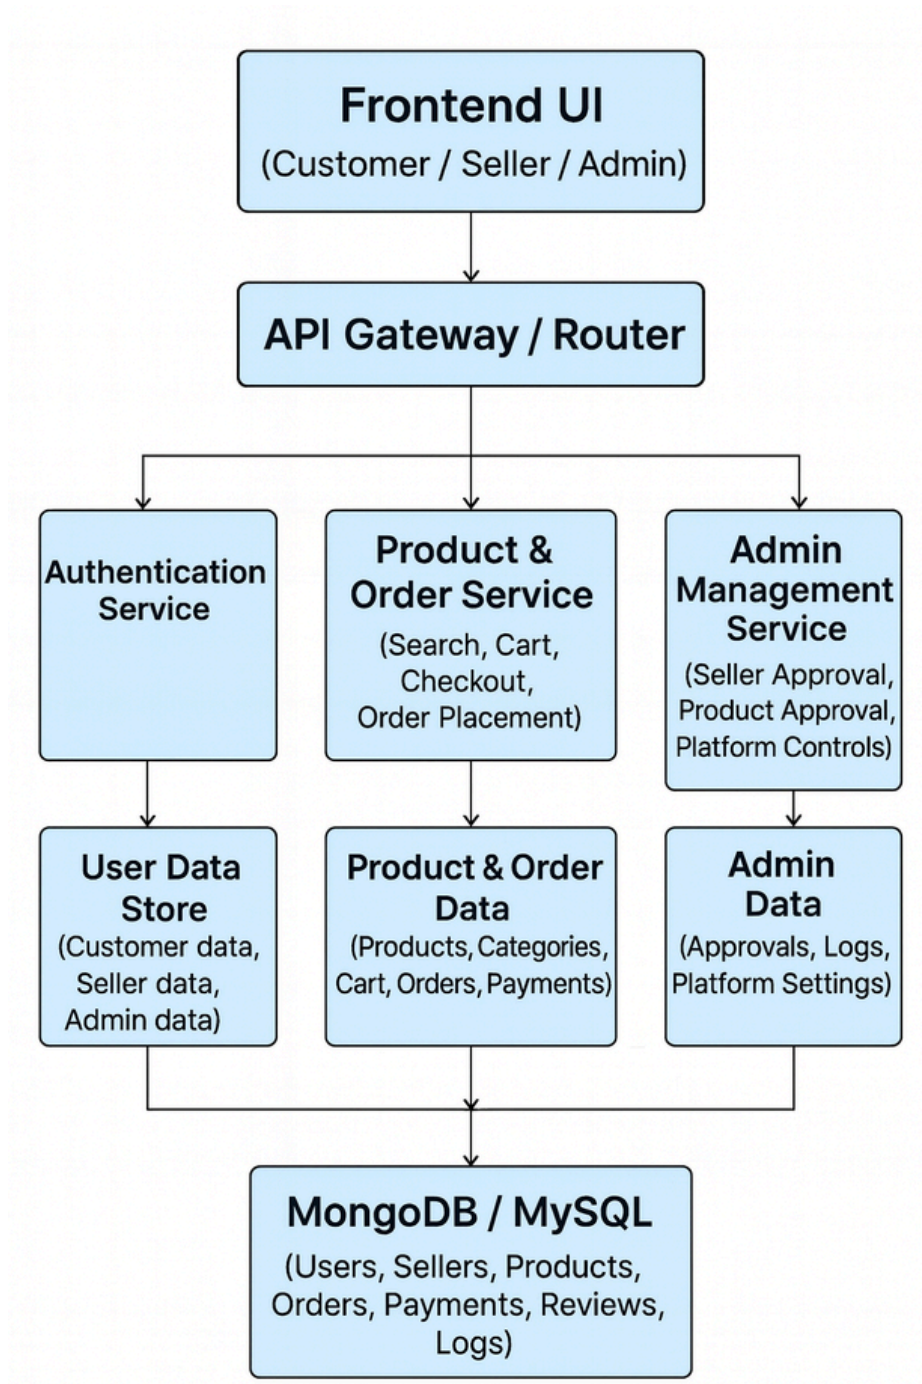 Frontend UI
(Customer / Seller / Admin)
API Gateway / Router
Authentication
Service
Product &
Order Service
(Search, Cart,
Checkout,
Order Placement)
Admin
Management
Service
(Seller Approval,
Product Approval,
Platform Controls)
User Data
Store
(Customer data,
Seller data,
Admin data)
Product & Order
Data
(Products, Categories,
Cart, Orders, Payments)
Admin
Data
(Approvals, Logs,
Platform Settings)
MongoDB / MySQL
(Users, Sellers, Products,
Orders, Payments, Reviews,
Logs)